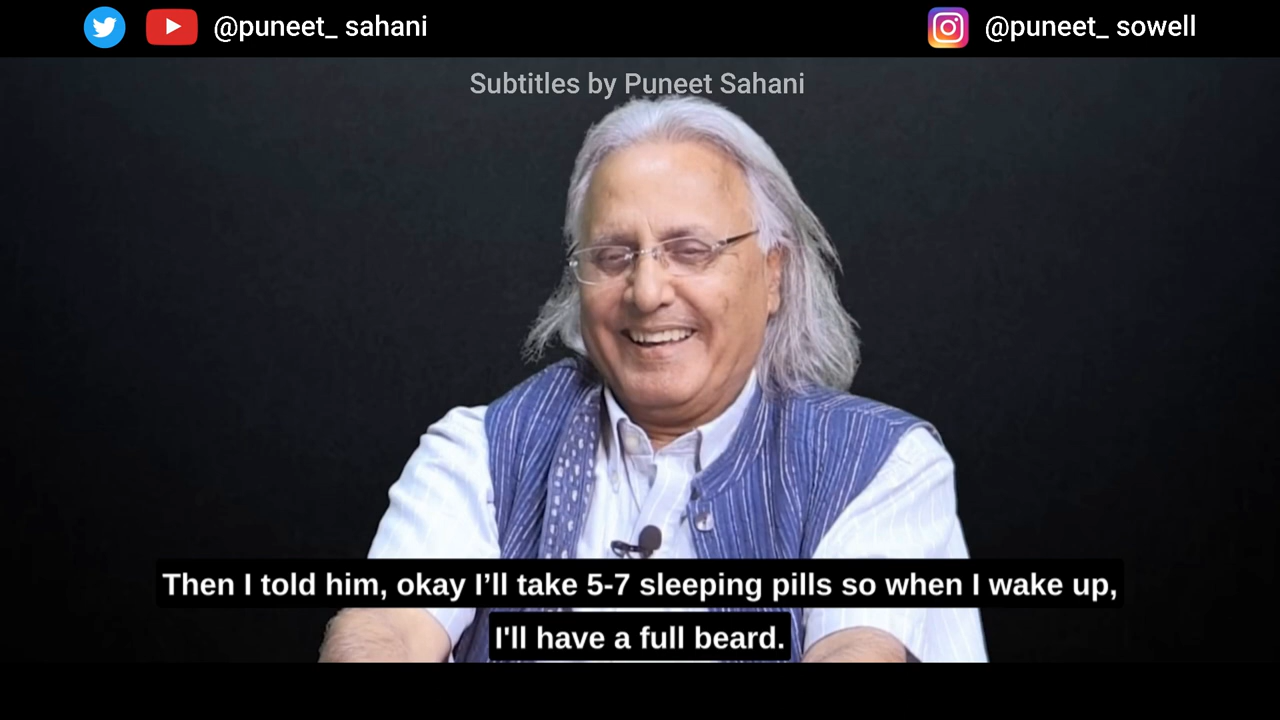 @puneet_ sahani
@puneet_ sowell
Subtitles by Puneet Sahani
Then I told him, okay I’ll take 5-7 sleeping pills so when I wake up,
I'll have a full beard.